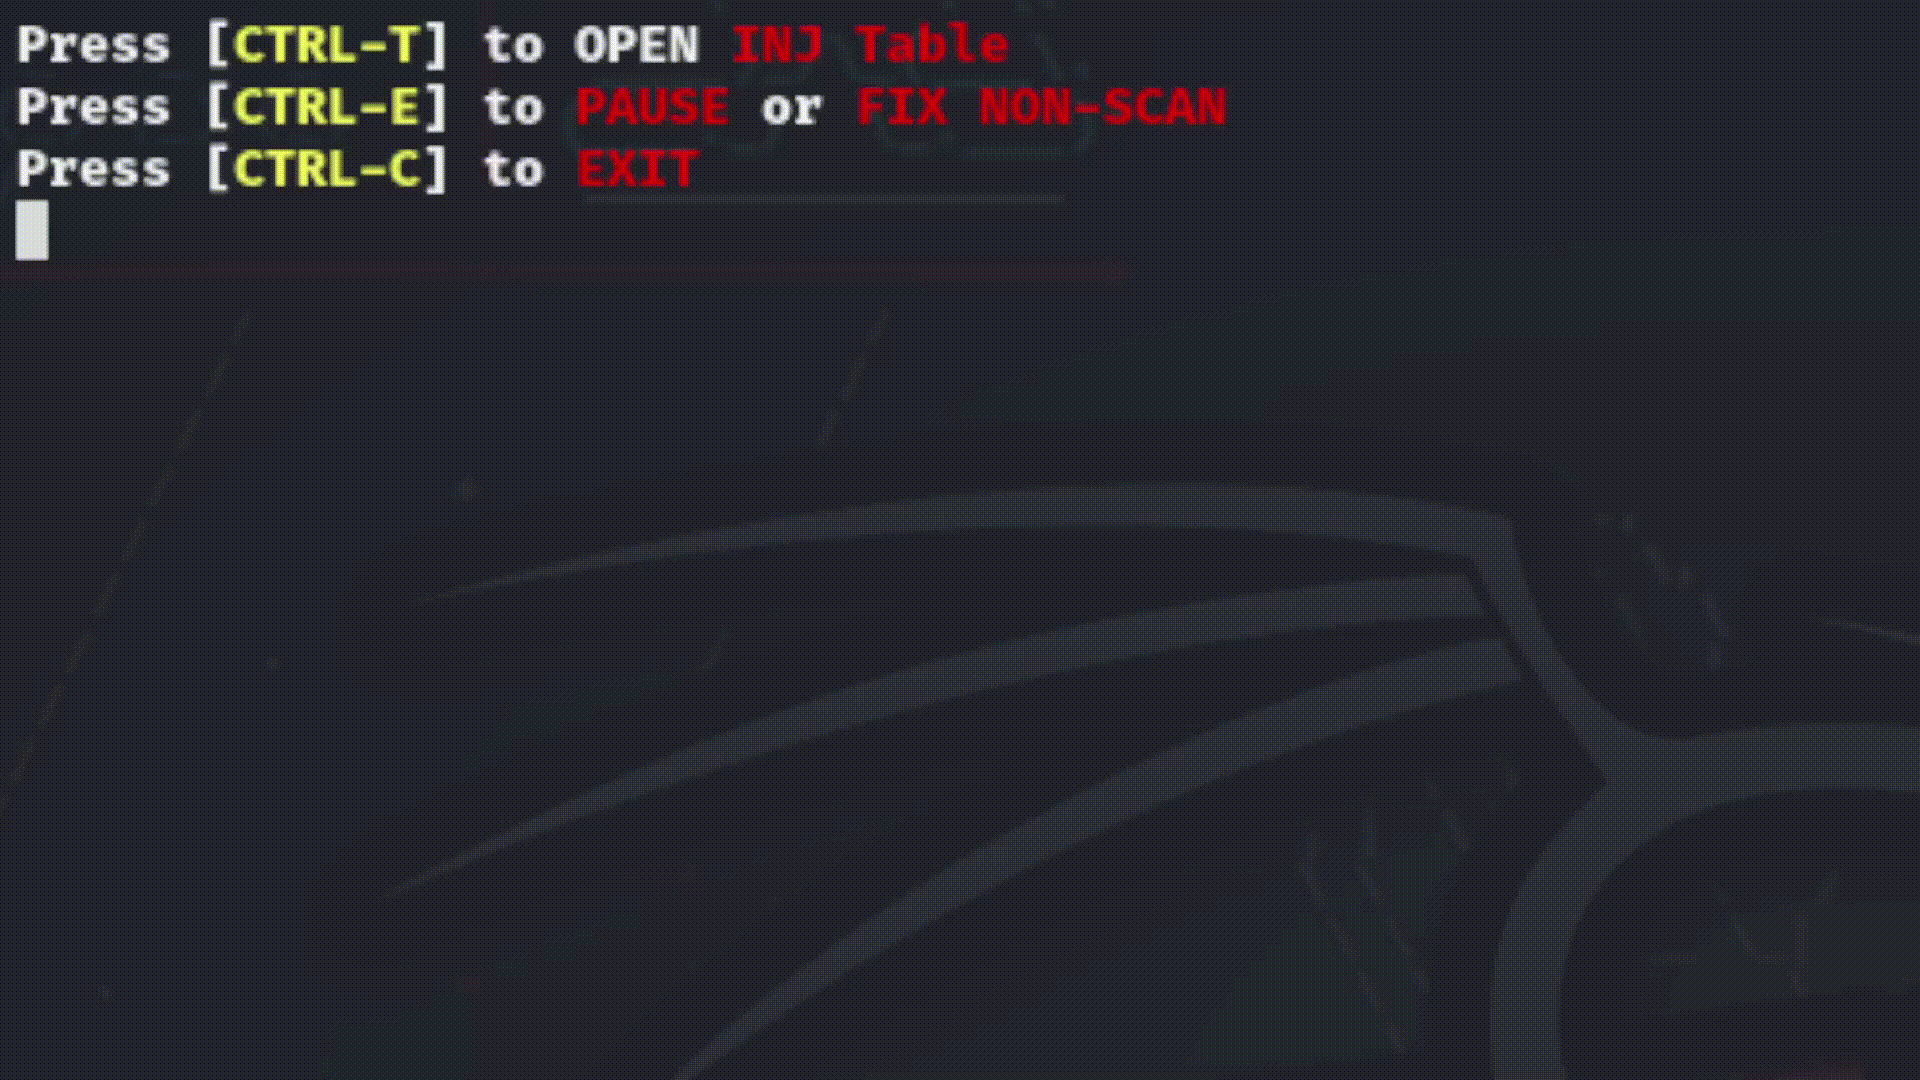 Press [CTRL-T] to OPEN INJ Table
Press [CTRL-E] to PAUSE or FIX NON-SCAN
Press [CTRL-C] to EXIT